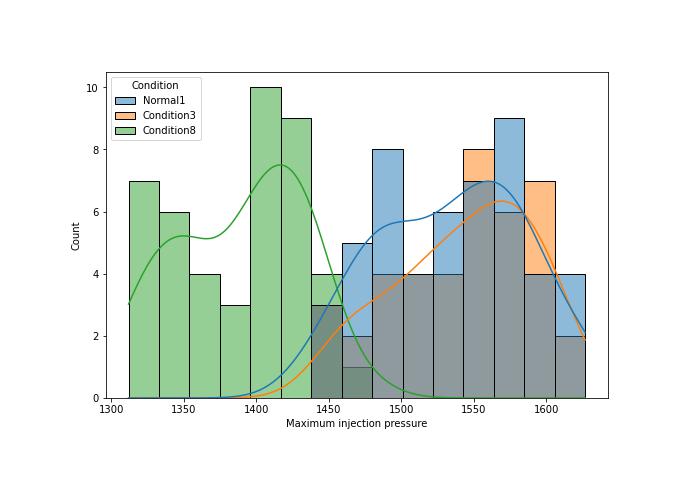 Condition
Normal1
Condition3
Condition8
10
8
6
4
2
0
Count
1300 1350 1400 1450 1500 1550 1600
Maximum injection pressure